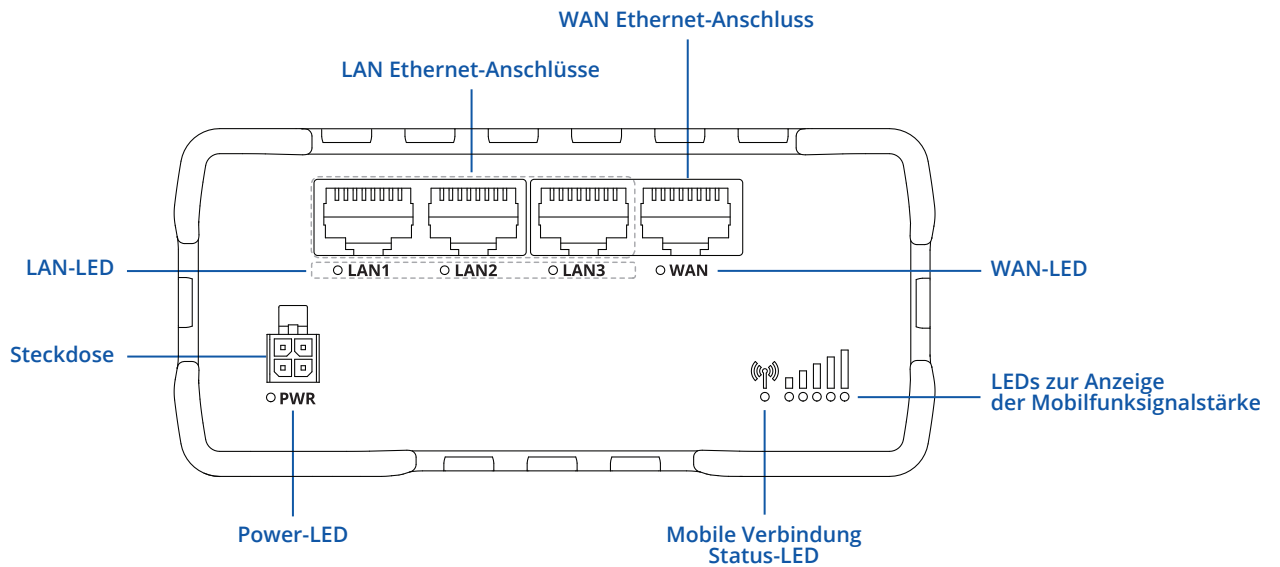 WAN Ethernet-Anschluss
LAN Ethernet-Anschlüsse
LAN-LED
LAN1
LAN2
LAN3
WAN
WAN-LED
Steckdose
PWR
LEDs zur Anzeige
der Mobilfunksignalstärke
Power-LED
Mobile Verbindung
Status-LED